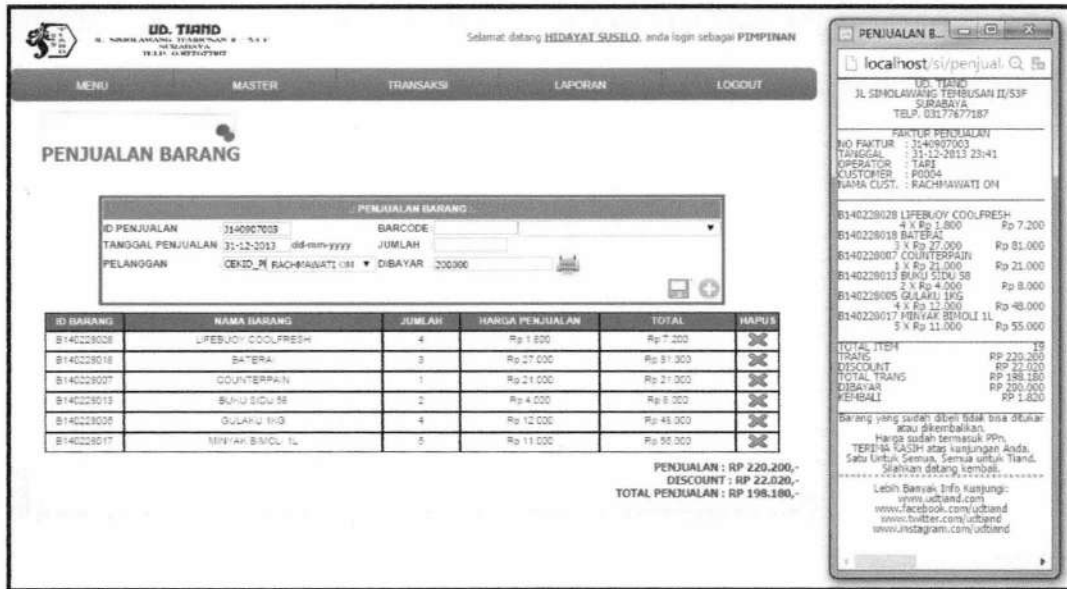 UD. TIAND
SURABAYA
Selamat datang HIDAYAT SUSILO, anda login sebagai PIMPINAN
MENU MASTER TRANSAKSI LAPORAN LOGOUT
PENJUALAN BARANG
.: PENJUALAN BARANG :.
ID PENJUALAN J140907003 BARCODE
TANGGAL PENJUALAN 31-12-2013 dd-mm-yyyy JUMLAH
PELANGGAN CEKID_PI RACHMAWATI OM DIBAYAR 200000
ID BARANG NAMA BARANG JUMLAH HARGA PENJUALAN TOTAL HAPUS
B140228028 LIFEBUOY COOLFRESH 4 Rp 1.800 Rp 7.200
B140228018 BATERAI 3 Rp 27.000 Rp 81.000
B140228007 COUNTERPAIN 1 Rp 21.000 Rp 21.000
B140228013 BUKU SIDU 58 2 Rp 4.000 Rp 8.000
B140228005 GULAKU 1KG 4 Rp 12.000 Rp 48.000
B140228017 MINYAK BIMOLI 1L 5 Rp 11.000 Rp 55.000
PENJUALAN : RP 220.200,-
DISCOUNT : RP 22.020,-
TOTAL PENJUALAN : RP 198.180,-
PENJUALAN B...
localhost/si/penjual
UD. TIAND
JL SIMOLAWANG TEMBUSAN II/53F
SURABAYA
TELP. 03177677187
FAKTUR PENJUALAN
NO FAKTUR : J140907003
TANGGAL : 31-12-2013 23:41
OPERATOR : TARI
CUSTOMER : P0004
NAMA CUST. : RACHMAWATI OM
B140228028 LIFEBUOY COOLFRESH
4 X Rp 1.800 Rp 7.200
B140228018 BATERAI
3 X Rp 27.000 Rp 81.000
B140228007 COUNTERPAIN
1 X Rp 21.000 Rp 21.000
B140228013 BUKU SIDU 58
2 X Rp 4.000 Rp 8.000
B140228005 GULAKU 1KG
4 X Rp 12.000 Rp 48.000
B140228017 MINYAK BIMOLI 1L
5 X Rp 11.000 Rp 55.000
TOTAL ITEM 19
TRANS RP 220.200
DISCOUNT RP 22.020
TOTAL TRANS RP 198.180
DIBAYAR RP 200.000
KEMBALI RP 1.820
Barang yang sudah dibeli tidak bisa ditukar
atau dikembalikan.
Harga sudah termasuk PPn.
TERIMA KASIH atas kunjungan Anda.
Satu Untuk Semua, Semua untuk Tiand.
Silahkan datang kembali.
Lebih Banyak Info Kunjungi:
www.udtiand.com
www.facebook.com/udtiand
www.twitter.com/udtiand
www.instagram.com/udtiand